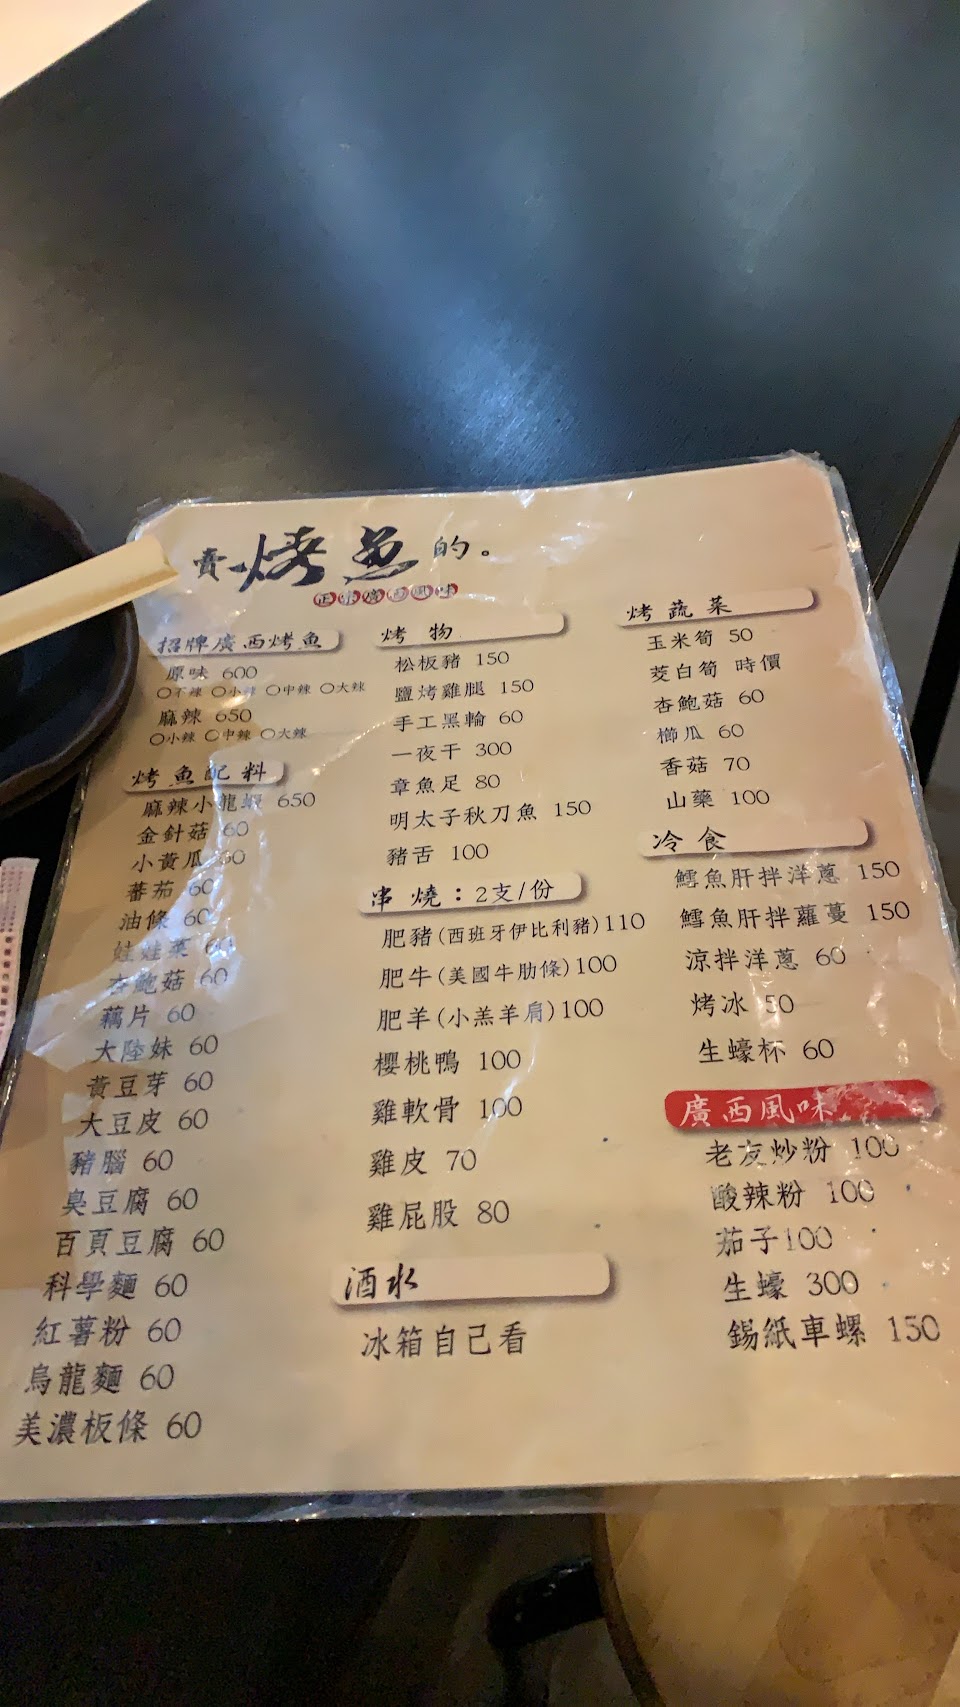 賣烤魚的。
正宗廣西風味
招牌廣西烤魚
原味 600
○不辣 ○小辣 ○中辣 ○大辣
麻辣 650
○小辣 ○中辣 ○大辣
烤魚配料
麻辣小龍蝦 650
金針菇 60
小黃瓜 60
蕃茄 60
油條 60
娃娃菜 60
杏鮑菇 60
藕片 60
大陸妹 60
黃豆芽 60
大豆皮 60
豬腦 60
臭豆腐 60
百頁豆腐 60
科學麵 60
紅薯粉 60
烏龍麵 60
美濃板條 60
烤物
松板豬 150
鹽烤雞腿 150
手工黑輪 60
一夜干 300
章魚足 80
明太子秋刀魚 150
豬舌 100
串燒：2支/份
肥豬(西班牙伊比利豬)110
肥牛(美國牛肋條)100
肥羊(小羔羊肩)100
櫻桃鴨 100
雞軟骨 100
雞皮 70
雞屁股 80
酒水
冰箱自己看
烤蔬菜
玉米筍 50
茭白筍 時價
杏鮑菇 60
櫛瓜 60
香菇 70
山藥 100
冷食
鱈魚肝拌洋蔥 150
鱈魚肝拌蘿蔓 150
涼拌洋蔥 60
烤冰 50
生蠔杯 60
廣西風味
老友炒粉 100
酸辣粉 100
茄子100
生蠔 300
錫紙車螺 150